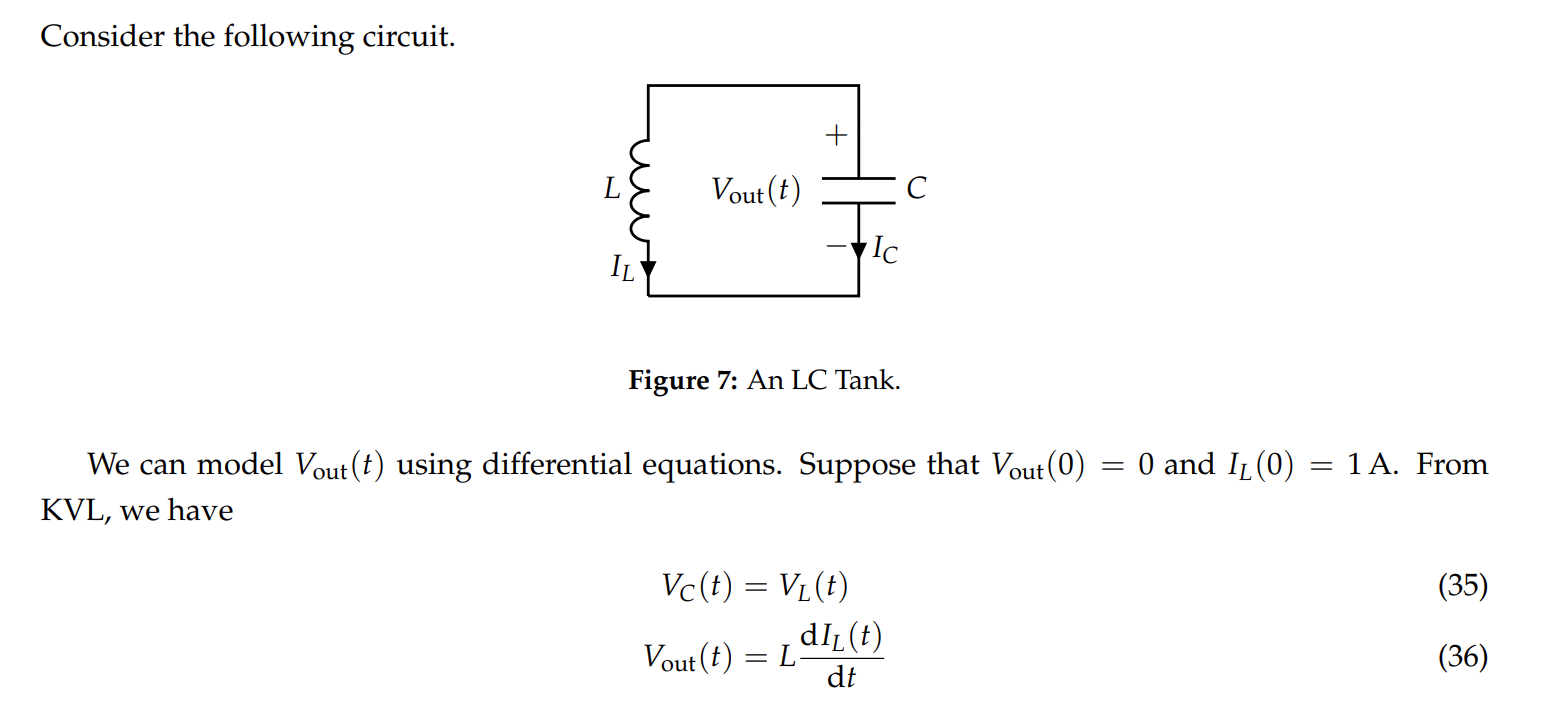 Consider the following circuit.
+
L
V_out(t)
C
−
I_C
I_L
Figure 7: An LC Tank.
We can model V_out(t) using differential equations. Suppose that V_out(0) = 0 and I_L(0) = 1 A. From
KVL, we have
V_C(t) = V_L(t) (35)
V_out(t) = L dI_L(t)/dt (36)